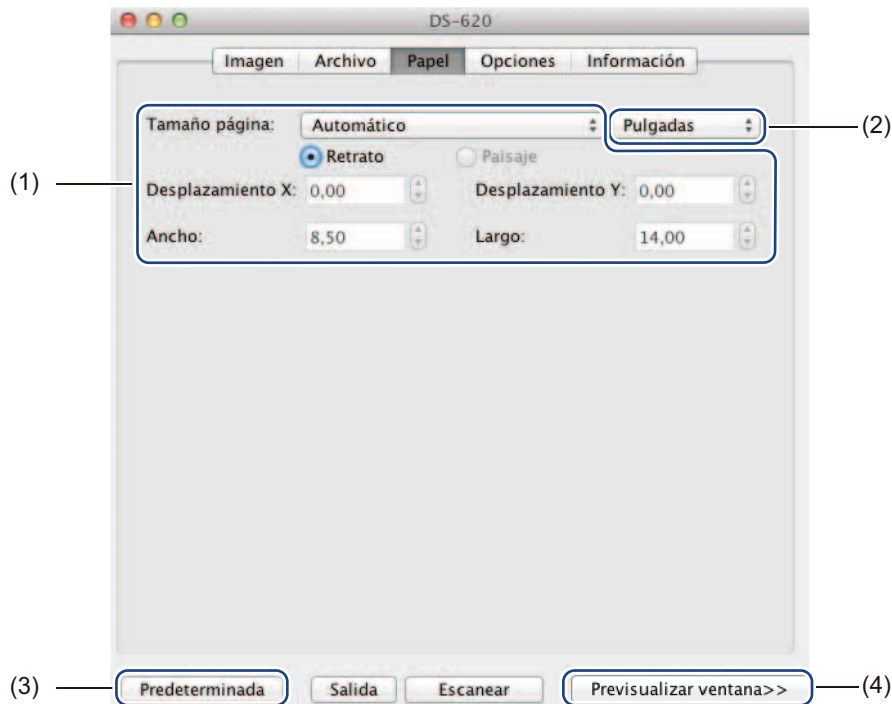 DS-620
Imagen Archivo Papel Opciones Información
Tamaño página: Automático Pulgadas (2)
Retrato Paisaje
(1) Desplazamiento X: 0,00 Desplazamiento Y: 0,00
Ancho: 8,50 Largo: 14,00
(3) Predeterminada Salida Escanear Previsualizar ventana>> (4)